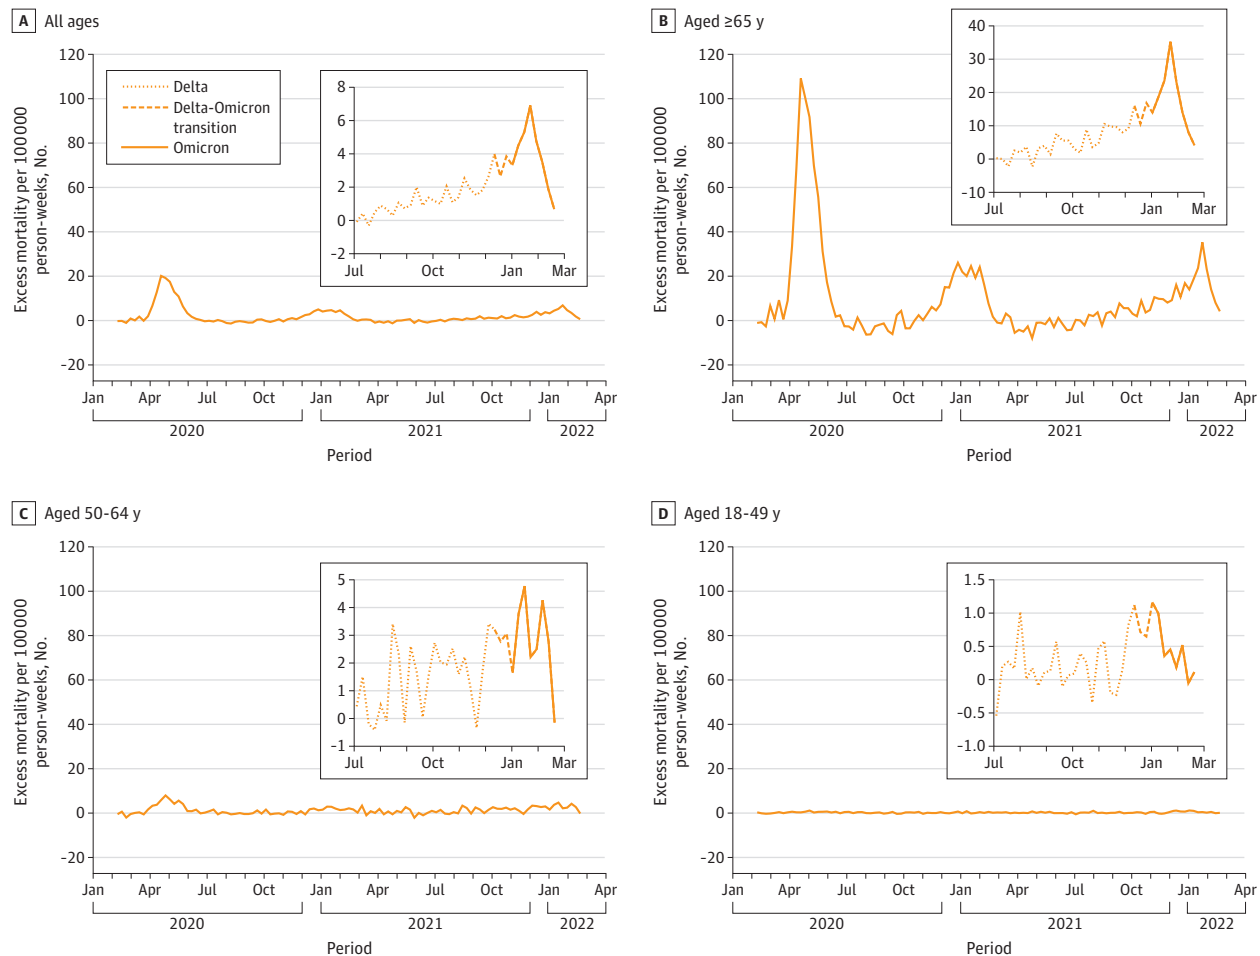 A All ages
Excess mortality per 100 000
person-weeks, No.
120
100
80
60
40
20
0
–20
Delta
Delta-Omicron
transition
Omicron
8
6
4
2
0
–2
Jul Oct Jan Mar
Jan Apr Jul Oct Jan Apr Jul Oct Jan Apr
2020 2021 2022
Period
B Aged ≥65 y
Excess mortality per 100 000
person-weeks, No.
120
100
80
60
40
20
0
–20
40
30
20
10
0
–10
Jul Oct Jan Mar
Jan Apr Jul Oct Jan Apr Jul Oct Jan Apr
2020 2021 2022
Period
C Aged 50-64 y
Excess mortality per 100 000
person-weeks, No.
120
100
80
60
40
20
0
–20
5
4
3
2
1
0
–1
Jul Oct Jan Mar
Jan Apr Jul Oct Jan Apr Jul Oct Jan Apr
2020 2021 2022
Period
D Aged 18-49 y
Excess mortality per 100 000
person-weeks, No.
120
100
80
60
40
20
0
–20
1.5
1.0
0.5
0
–0.5
–1.0
Jul Oct Jan Mar
Jan Apr Jul Oct Jan Apr Jul Oct Jan Apr
2020 2021 2022
Period